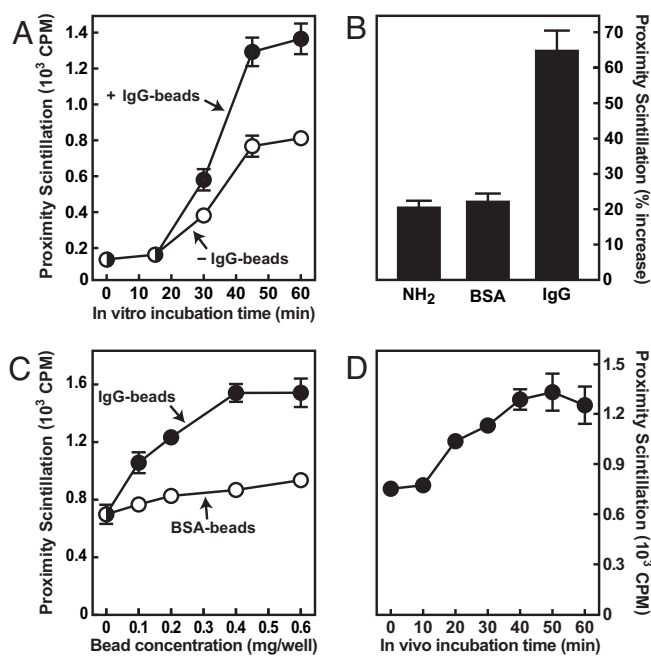 A
Proximity Scintillation (10³ CPM)
1.4
1.2
1.0
0.8
0.6
0.4
0.2
0
+ IgG-beads
– IgG-beads
0 10 20 30 40 50 60
In vitro incubation time (min)
B
70
60
50
40
30
20
10
0
Proximity Scintillation (% increase)
NH₂ BSA IgG
C
Proximity Scintillation (10³ CPM)
1.6
1.2
0.8
0.4
0
IgG-beads
BSA-beads
0 0.1 0.2 0.3 0.4 0.5 0.6
Bead concentration (mg/well)
D
1.5
1.2
0.9
0.6
0.3
0
Proximity Scintillation (10³ CPM)
0 10 20 30 40 50 60
In vivo incubation time (min)